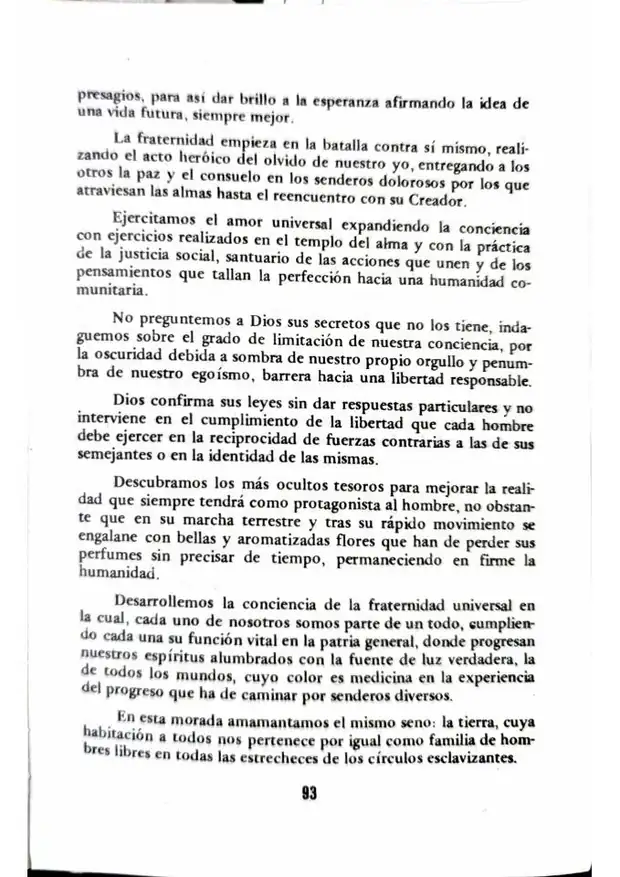 presagios, para así dar brillo a la esperanza afirmando la idea de
una vida futura, siempre mejor.
La fraternidad empieza en la batalla contra sí mismo, reali-
zando el acto heróico del olvido de nuestro yo, entregando a los
otros la paz y el consuelo en los senderos dolorosos por los que
atraviesan las almas hasta el reencuentro con su Creador.
Ejercitamos el amor universal expandiendo la conciencia
con ejercicios realizados en el templo del alma y con la práctica
de la justicia social, santuario de las acciones que unen y de los
pensamientos que tallan la perfección hacia una humanidad co-
munitaria.
No preguntemos a Dios sus secretos que no los tiene, inda-
guemos sobre el grado de limitación de nuestra conciencia, por
la oscuridad debida a sombra de nuestro propio orgullo y penum-
bra de nuestro egoísmo, barrera hacia una libertad responsable.
Dios confirma sus leyes sin dar respuestas particulares y no
interviene en el cumplimiento de la libertad que cada hombre
debe ejercer en la reciprocidad de fuerzas contrarias a las de sus
semejantes o en la identidad de las mismas.
Descubramos los más ocultos tesoros para mejorar la reali-
dad que siempre tendrá como protagonista al hombre, no obstan-
te que en su marcha terrestre y tras su rápido movimiento se
engalane con bellas y aromatizadas flores que han de perder sus
perfumes sin precisar de tiempo, permaneciendo en firme la
humanidad.
Desarrollemos la conciencia de la fraternidad universal en
la cual, cada uno de nosotros somos parte de un todo, cumplien-
do cada una su función vital en la patria general, donde progresan
nuestros espíritus alumbrados con la fuente de luz verdadera, la
de todos los mundos, cuyo color es medicina en la experiencia
del progreso que ha de caminar por senderos diversos.
En esta morada amamantamos el mismo seno: la tierra, cuya
habitación a todos nos pertenece por igual como familia de hom-
bres libres en todas las estrecheces de los círculos esclavizantes.
93